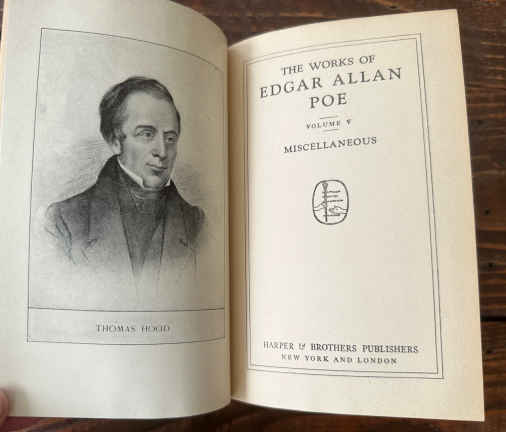 THOMAS HOOD
THE WORKS OF
EDGAR ALLAN
POE
VOLUME V
MISCELLANEOUS
HARPER & BROTHERS PUBLISHERS
NEW YORK AND LONDON